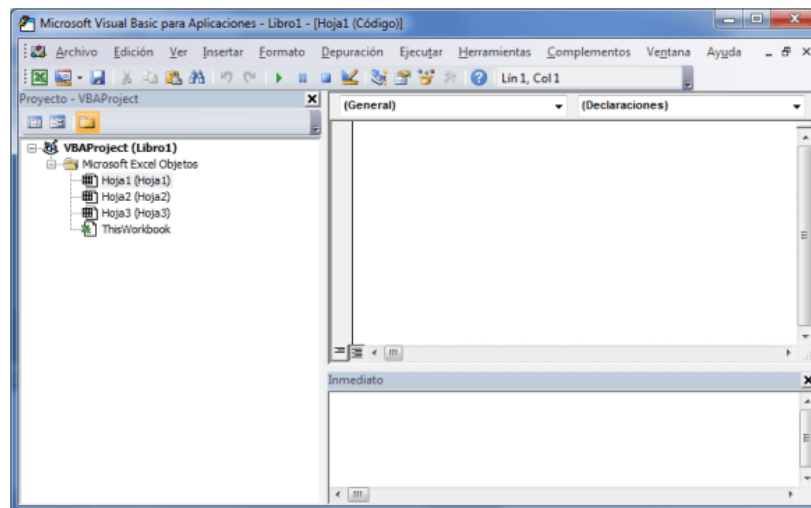 Microsoft Visual Basic para Aplicaciones - Libro1 - [Hoja1 (Código)]
Archivo Edición Ver Insertar Formato Depuración Ejecutar Herramientas Complementos Ventana Ayuda
Lín 1, Col 1
Proyecto - VBAProject
(General) (Declaraciones)
VBAProject (Libro1)
Microsoft Excel Objetos
Hoja1 (Hoja1)
Hoja2 (Hoja2)
Hoja3 (Hoja3)
ThisWorkbook
Inmediato